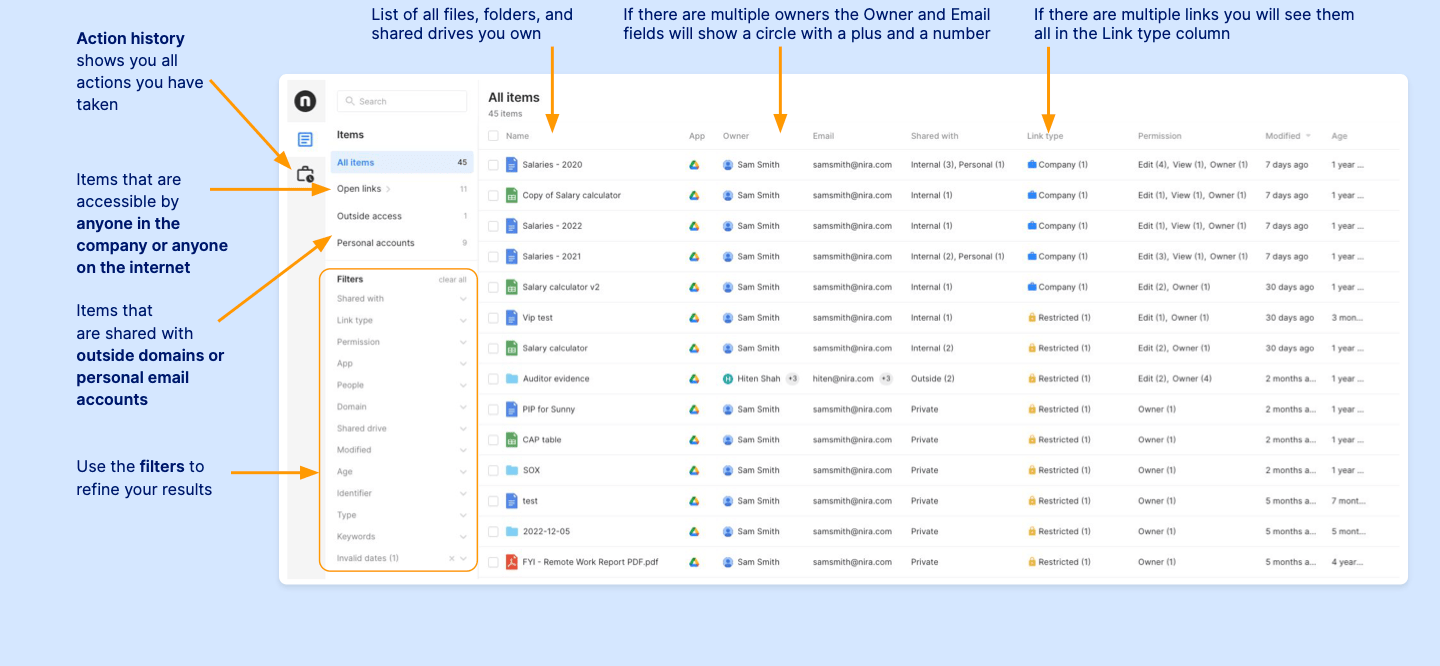 List of all files, folders, and
shared drives you own
If there are multiple owners the Owner and Email
fields will show a circle with a plus and a number
If there are multiple links you will see them
all in the Link type column
Action history
shows you all
actions you have
taken
Items that are
accessible by
anyone in the
company or anyone
on the internet
Items that
are shared with
outside domains or
personal email
accounts
Use the filters to
refine your results
n
Search
Items
All items 45
Open links 11
Outside access 1
Personal accounts 9
Filters clear all
Shared with
Link type
Permission
App
People
Domain
Shared drive
Modified
Age
Identifier
Type
Keywords
Invalid dates (1)
All items
45 items
Name App Owner Email Shared with Link type Permission Modified Age
Salaries - 2020 Sam Smith samsmith@nira.com Internal (3), Personal (1) Company (1) Edit (4), View (1), Owner (1) 7 days ago 1 year ...
Copy of Salary calculator Sam Smith samsmith@nira.com Internal (1) Company (1) Edit (1), View (1), Owner (1) 7 days ago 1 year ...
Salaries - 2022 Sam Smith samsmith@nira.com Internal (1) Company (1) Edit (1), View (1), Owner (1) 7 days ago 1 year ...
Salaries - 2021 Sam Smith samsmith@nira.com Internal (2), Personal (1) Company (1) Edit (3), View (1), Owner (1) 7 days ago 1 year ...
Salary calculator v2 Sam Smith samsmith@nira.com Internal (1) Company (1) Edit (2), Owner (1) 30 days ago 1 year ...
Vip test Sam Smith samsmith@nira.com Internal (1) Restricted (1) Edit (1), Owner (1) 30 days ago 3 mon...
Salary calculator Sam Smith samsmith@nira.com Internal (2) Restricted (1) Edit (2), Owner (1) 30 days ago 1 year ...
Auditor evidence H Hiten Shah +3 hiten@nira.com +3 Outside (2) Restricted (1) Edit (2), Owner (4) 2 months a... 1 year ...
PIP for Sunny Sam Smith samsmith@nira.com Private Restricted (1) Owner (1) 2 months a... 1 year ...
CAP table Sam Smith samsmith@nira.com Private Restricted (1) Owner (1) 2 months a... 1 year ...
SOX Sam Smith samsmith@nira.com Private Restricted (1) Owner (1) 2 months a... 1 year ...
test Sam Smith samsmith@nira.com Private Restricted (1) Owner (1) 5 months a... 7 mont...
2022-12-05 Sam Smith samsmith@nira.com Private Restricted (1) Owner (1) 5 months a... 5 mont...
FYI - Remote Work Report PDF.pdf Sam Smith samsmith@nira.com Private Restricted (1) Owner (1) 5 months a... 4 year...